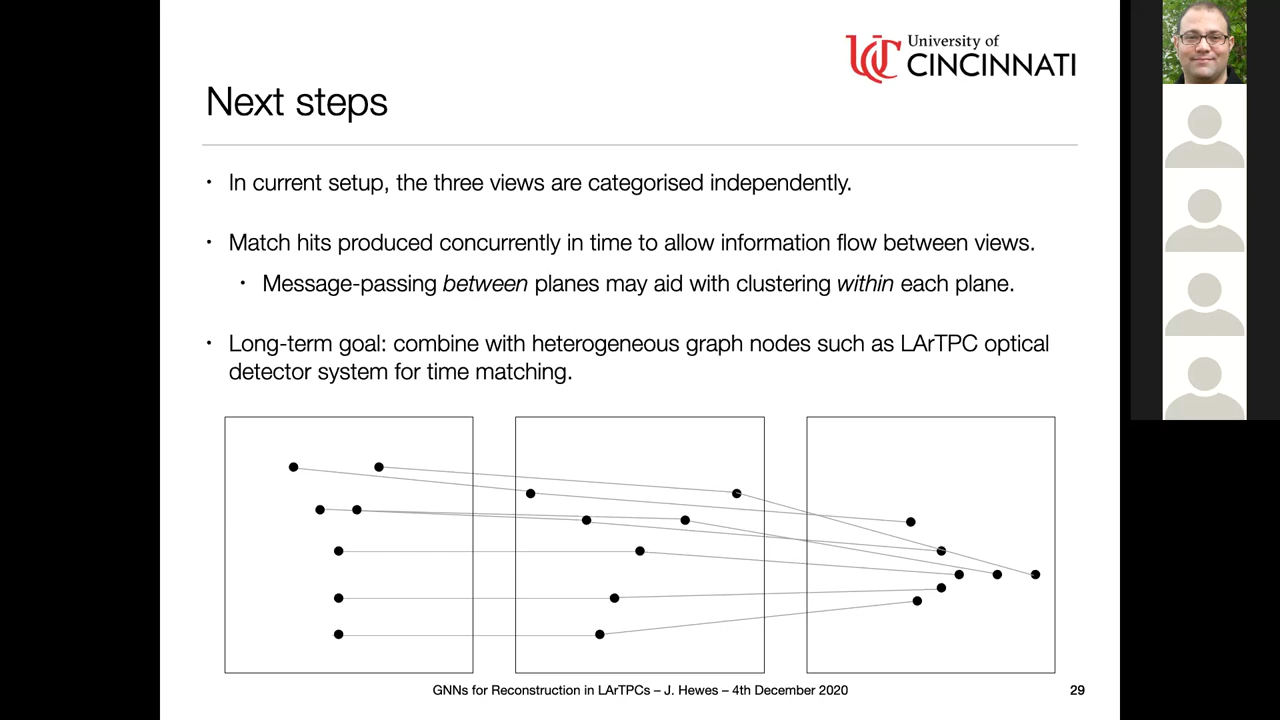 University of
CINCINNATI
Next steps
• In current setup, the three views are categorised independently.
• Match hits produced concurrently in time to allow information flow between views.
• Message-passing between planes may aid with clustering within each plane.
• Long-term goal: combine with heterogeneous graph nodes such as LArTPC optical
detector system for time matching.
GNNs for Reconstruction in LArTPCs – J. Hewes – 4th December 2020
29